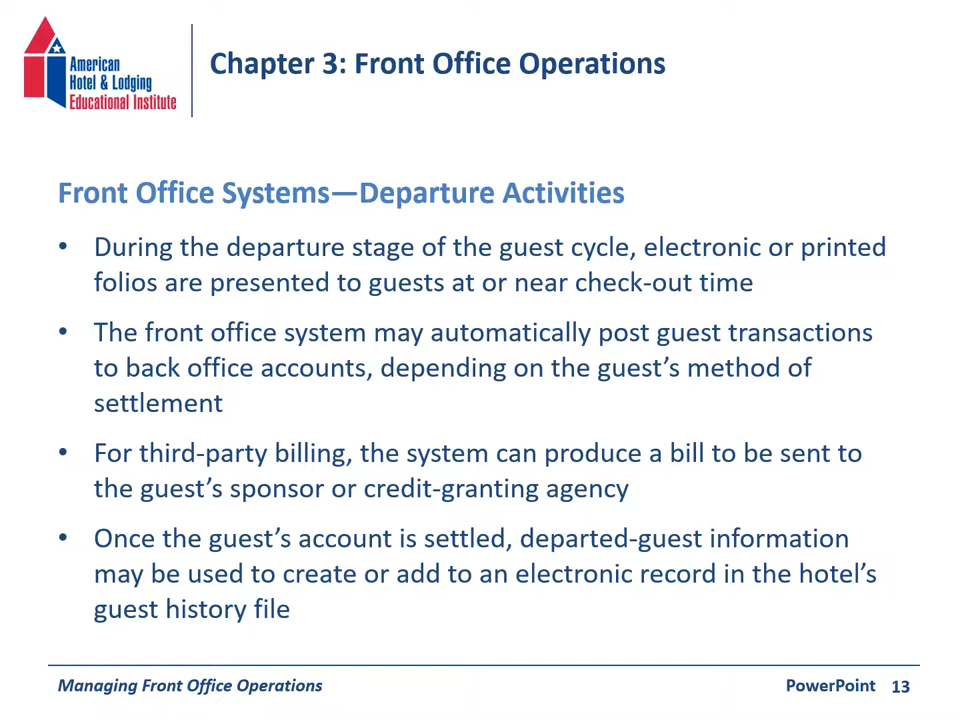 American
Hotel & Lodging
Educational Institute
Chapter 3: Front Office Operations
Front Office Systems—Departure Activities
• During the departure stage of the guest cycle, electronic or printed
folios are presented to guests at or near check-out time
• The front office system may automatically post guest transactions
to back office accounts, depending on the guest’s method of
settlement
• For third-party billing, the system can produce a bill to be sent to
the guest’s sponsor or credit-granting agency
• Once the guest’s account is settled, departed-guest information
may be used to create or add to an electronic record in the hotel’s
guest history file
Managing Front Office Operations
PowerPoint 13